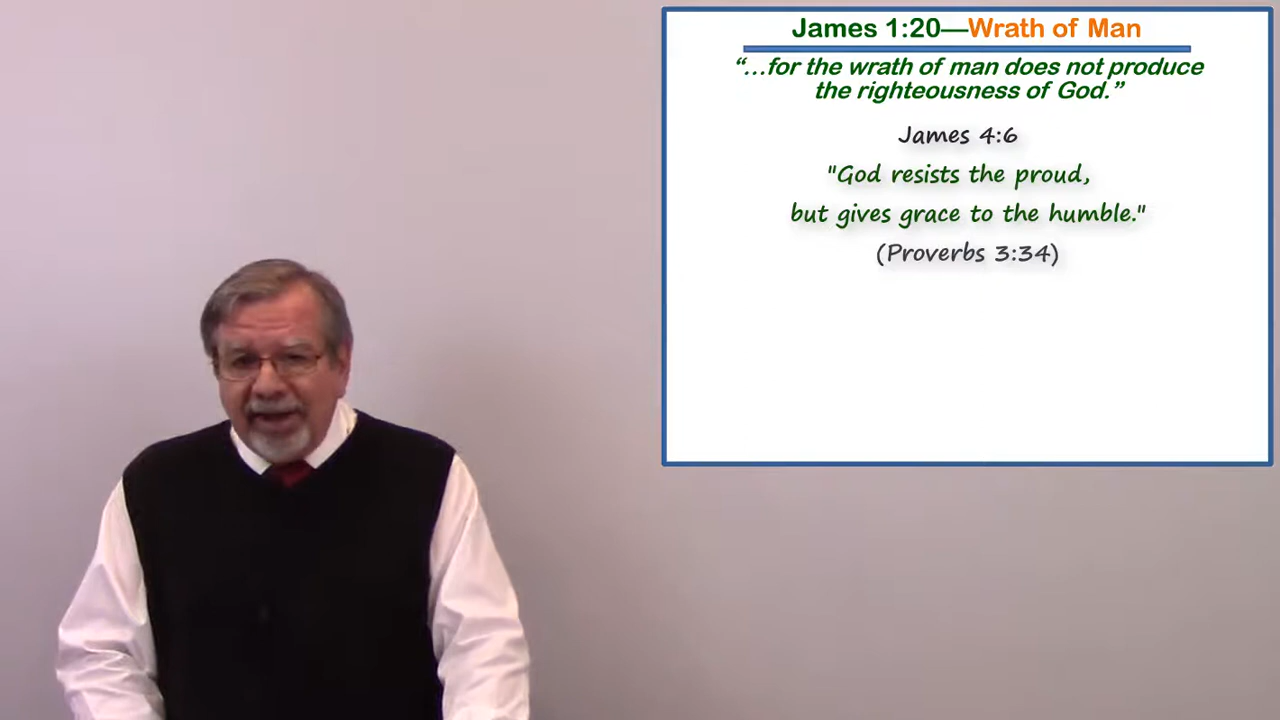 James 1:20—Wrath of Man
“…for the wrath of man does not produce
the righteousness of God.”
James 4:6
"God resists the proud,
but gives grace to the humble."
(Proverbs 3:34)